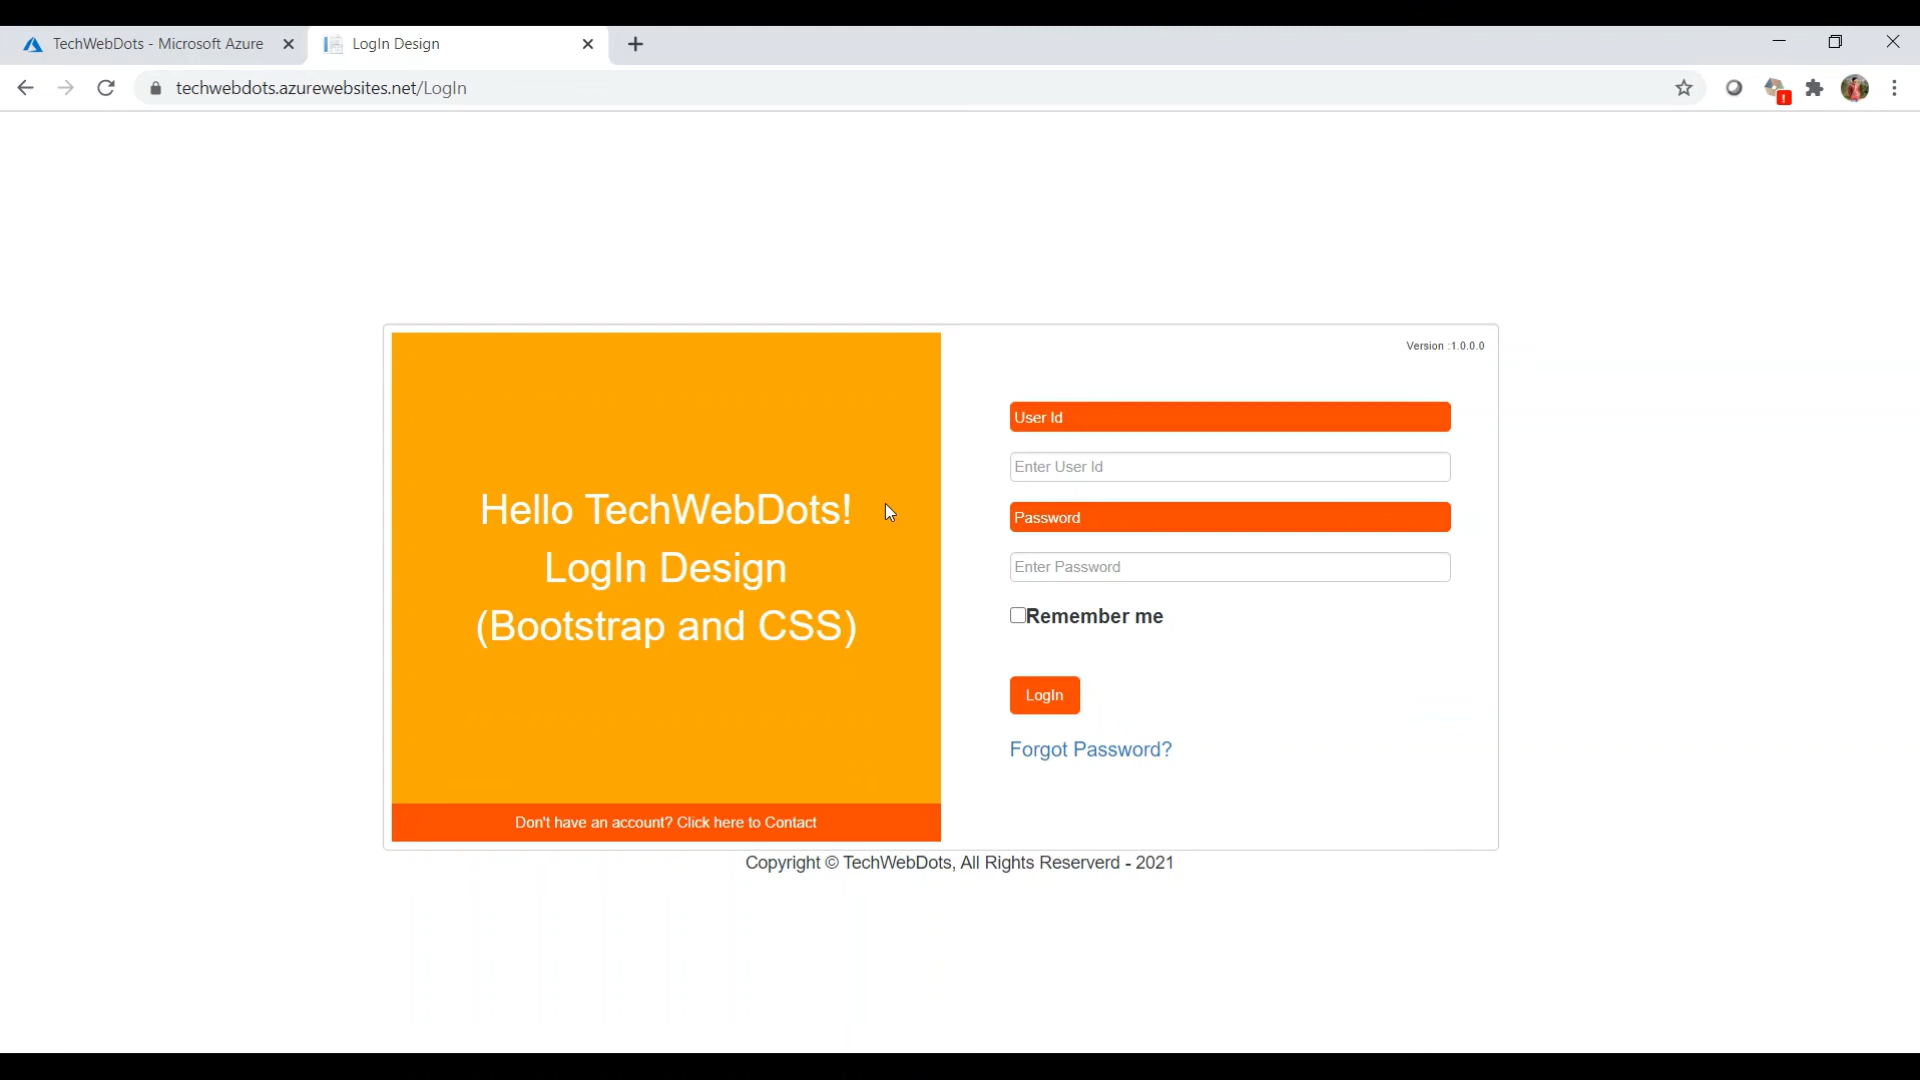 TechWebDots - Microsoft Azure
LogIn Design
techwebdots.azurewebsites.net/LogIn
Version :1.0.0.0
Hello TechWebDots!
LogIn Design
(Bootstrap and CSS)
Don't have an account? Click here to Contact
User Id
Enter User Id
Password
Enter Password
Remember me
LogIn
Forgot Password?
Copyright © TechWebDots, All Rights Reserverd - 2021